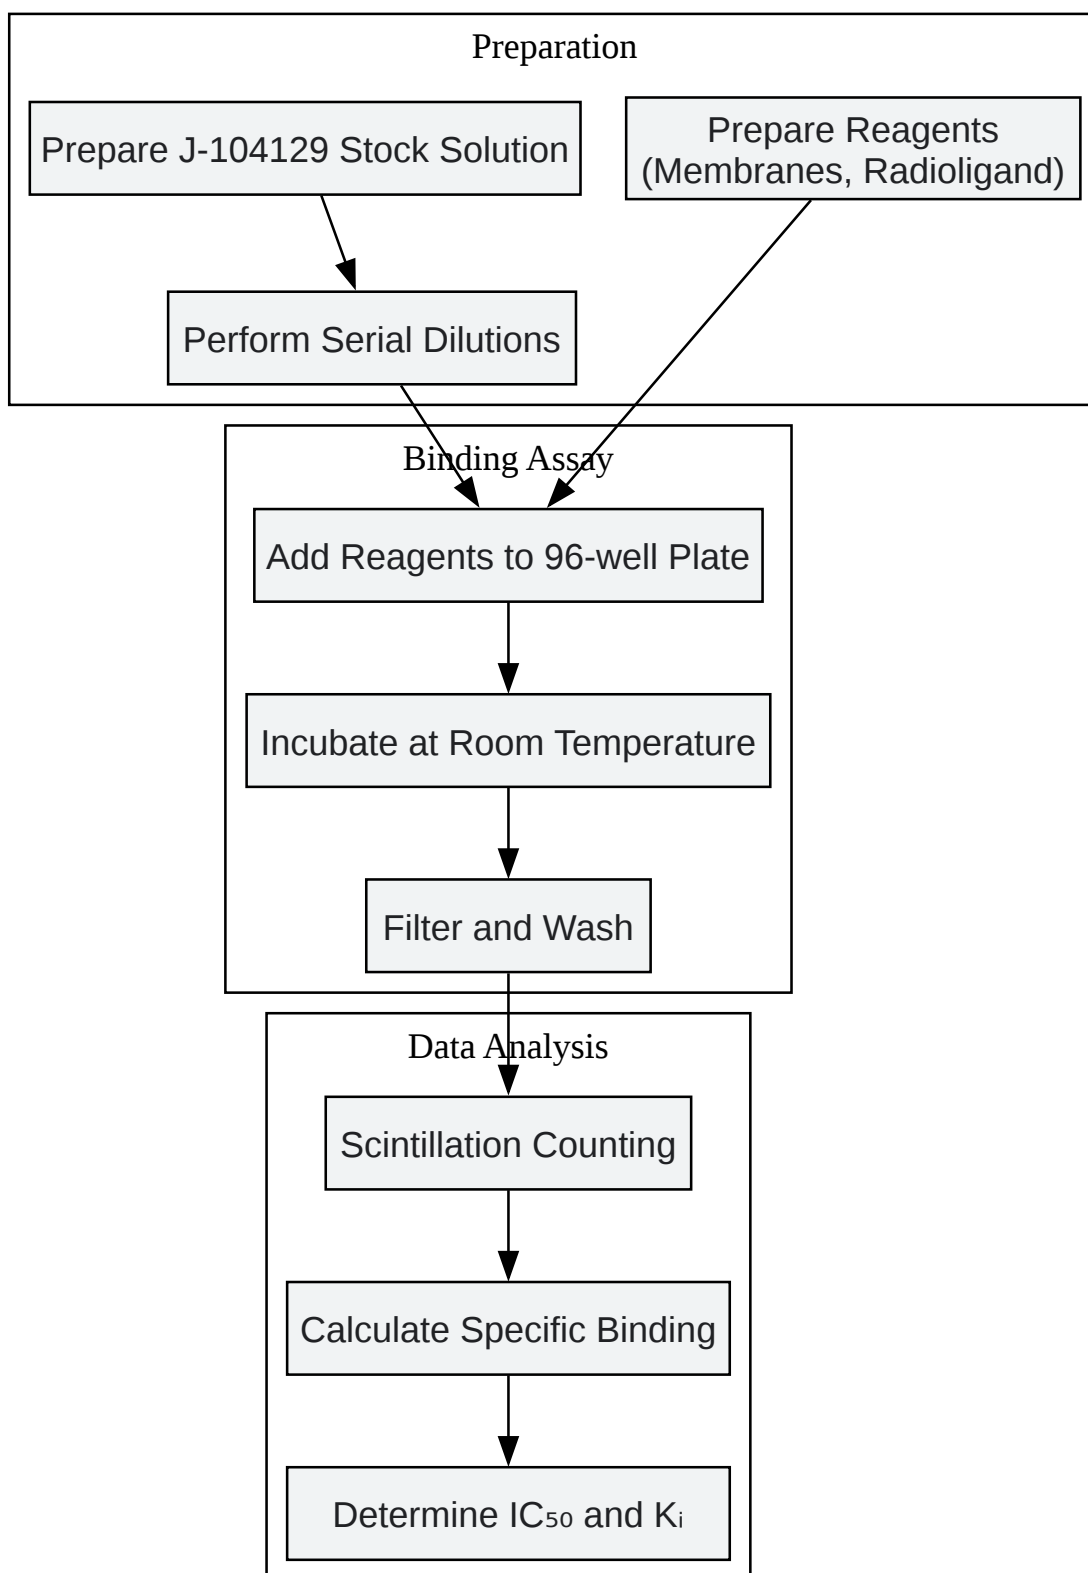 Preparation
Prepare J-104129 Stock Solution
Prepare Reagents
(Membranes, Radioligand)
Perform Serial Dilutions
Binding Assay
Add Reagents to 96-well Plate
Incubate at Room Temperature
Filter and Wash
Data Analysis
Scintillation Counting
Calculate Specific Binding
Determine IC₅₀ and Kᵢ